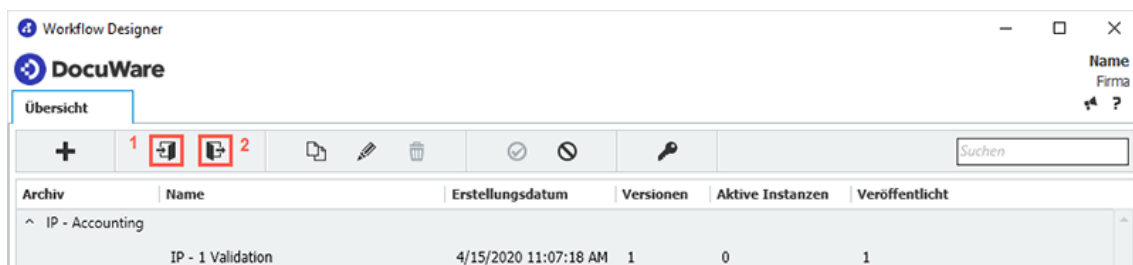 Workflow Designer
DocuWare
Name
Firma
Übersicht
?
1 2
Suchen
Archiv Name Erstellungsdatum Versionen Aktive Instanzen Veröffentlicht
IP - Accounting
IP - 1 Validation 4/15/2020 11:07:18 AM 1 0 1